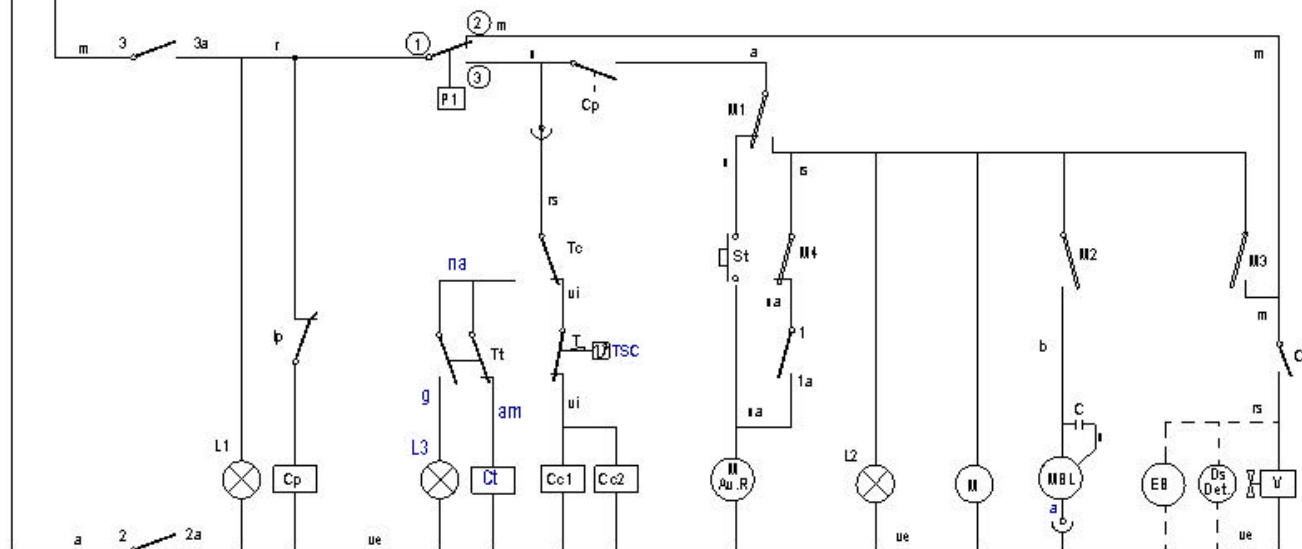 2 m
m 3 3a r 1 a m
3
P1 Cp
M1
rs
rs
Tc St M4 M2 M3
na
ui
m
Ip T TSC 1
Tt b C
1a
g ui
am
rs
C
L1 L3 L2
Cp Ct Cc1 Cc2 M Au.R M MBL EB Ds Det. V
a
a 2 2a ue ue ue